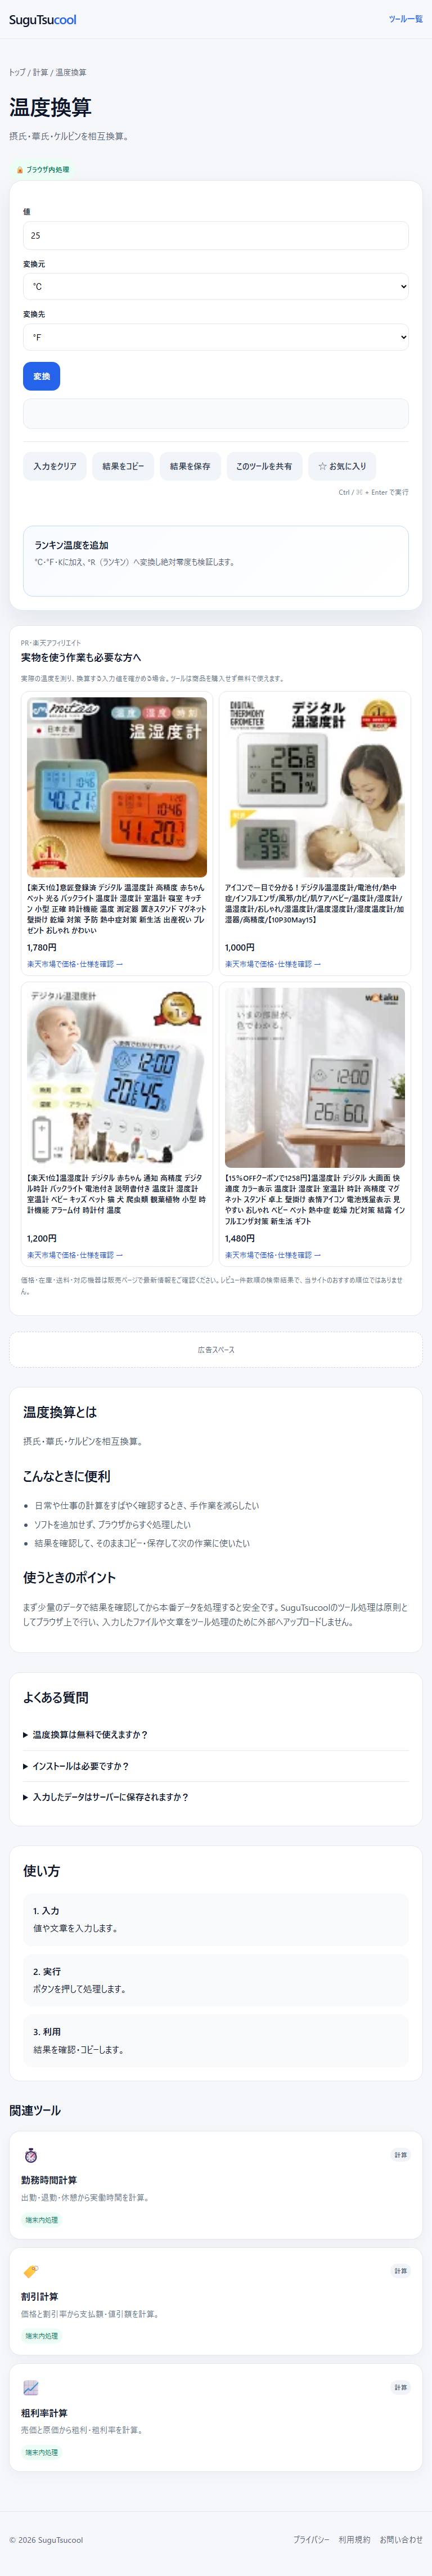 SuguTsucool
ツール一覧
トップ / 計算 / 温度換算
温度換算
摂氏・華氏・ケルビンを相互換算。
ブラウザ内処理
値
25
変換元
℃
変換先
°F
変換
入力をクリア
結果をコピー
結果を保存
このツールを共有
☆ お気に入り
Ctrl / ⌘ + Enter で実行
ランキン温度を追加
℃・°F・Kに加え、°R（ランキン）へ変換し絶対零度も検証します。
PR・楽天アフィリエイト
実物を使う作業も必要な方へ
実際の温度を測り、換算する入力値を確かめる場合。ツールは商品を購入せず無料で使えます。
mitas
日本企業
温度 湿度 時計
温湿度計
DIGITAL
THERMOHY
GROMETER
デジタル
温湿度計
【楽天1位】意匠登録済 デジタル 温湿度計 高精度 赤ちゃん
ペット 光る バックライト 温度計 湿度計 室温計 寝室 キッチ
ン 小型 正確 時計機能 温度 測定器 置きスタンド マグネット
壁掛け 乾燥 対策 予防 熱中症対策 新生活 出産祝い プレ
ゼント おしゃれ かわいい
1,780円
楽天市場で価格・仕様を確認 →
アイコンで一目で分かる！デジタル温湿度計/電池付/熱中
症/インフルエンザ/風邪/カビ/肌ケア/ベビー/温度計/湿度計/
温湿度計/おしゃれ/湿温度計/温度湿度計/湿度温度計/加
湿器/高精度/【10P30May15】
1,000円
楽天市場で価格・仕様を確認 →
デジタル温湿度計
空気でわかる！
温度
アラーム
wataku
いまの部屋が、
色でわかる。
【楽天1位】温湿度計 デジタル 赤ちゃん 通知 高精度 デジタ
ル時計 バックライト 電池付き 説明書付き 温度計 湿度計
室温計 ベビー キッズ ペット 猫 犬 爬虫類 観葉植物 小型 時
計機能 アラーム付 時計付 温度
1,200円
楽天市場で価格・仕様を確認 →
【15%OFFクーポンで1258円】温湿度計 デジタル 大画面 快
適度 カラー表示 温度計 湿度計 室温計 時計 高精度 マグ
ネット スタンド 卓上 壁掛け 表情アイコン 電池残量表示 見
やすい おしゃれ ベビー ペット 熱中症 乾燥 カビ対策 結露 イン
フルエンザ対策 新生活 ギフト
1,480円
楽天市場で価格・仕様を確認 →
価格・在庫・送料・対応機器は販売ページで最新情報をご確認ください。レビュー件数順の検索結果で、当サイトのおすすめ順位ではありませ
ん。
広告スペース
温度換算とは
摂氏・華氏・ケルビンを相互換算。
こんなときに便利
日常や仕事の計算をすばやく確認するとき、手作業を減らしたい
ソフトを追加せず、ブラウザからすぐ処理したい
結果を確認して、そのままコピー・保存して次の作業に使いたい
使うときのポイント
まず少量のデータで結果を確認してから本番データを処理すると安全です。SuguTsucoolのツール処理は原則と
してブラウザ上で行い、入力したファイルや文章をツール処理のために外部へアップロードしません。
よくある質問
温度換算は無料で使えますか？
インストールは必要ですか？
入力したデータはサーバーに保存されますか？
使い方
1. 入力
値や文章を入力します。
2. 実行
ボタンを押して処理します。
3. 利用
結果を確認・コピーします。
関連ツール
計算
勤務時間計算
出勤・退勤・休憩から実働時間を計算。
端末内処理
計算
割引計算
価格と割引率から支払額・値引額を計算。
端末内処理
計算
粗利率計算
売価と原価から粗利・粗利率を計算。
端末内処理
© 2026 SuguTsucool
プライバシー
利用規約
お問い合わせ